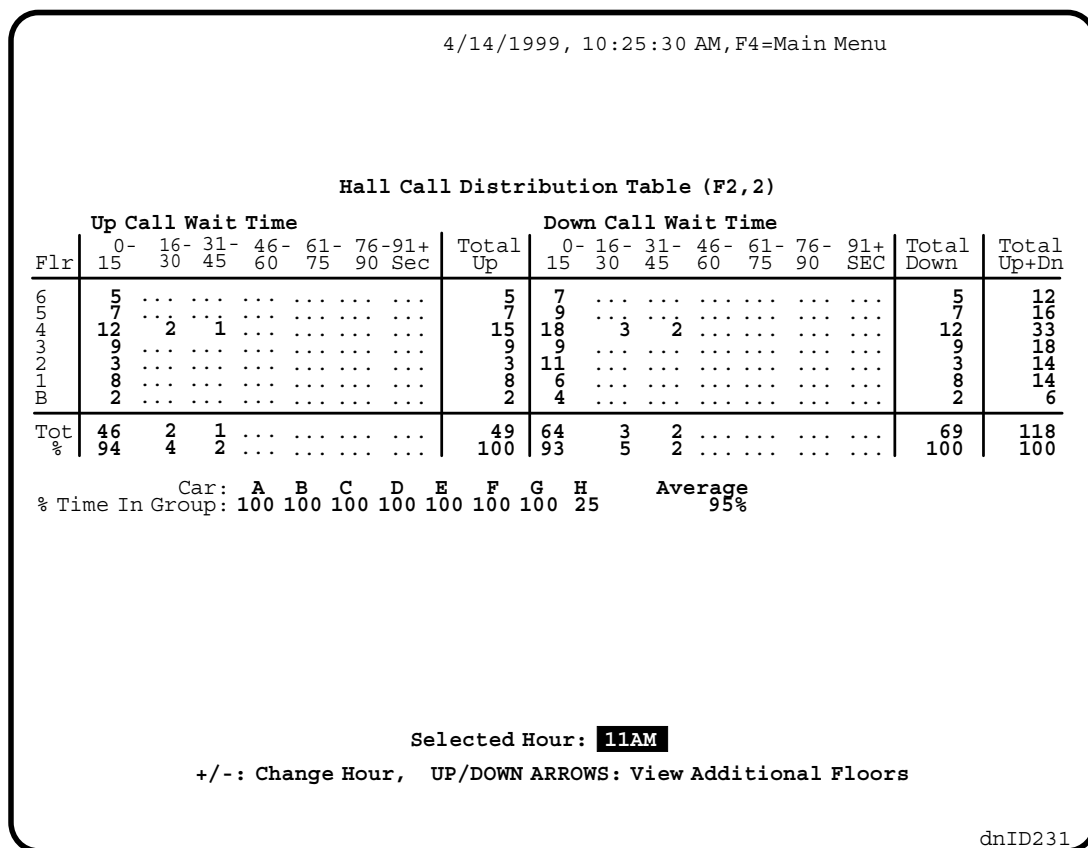 4/14/1999, 10:25:30 AM,F4=Main Menu
Hall Call Distribution Table (F2,2)
Up Call Wait Time Down Call Wait Time
0- 16- 31- 46- 61- 76- 91+ Total 0- 16- 31- 46- 61- 76- 91+ Total Total
Flr 15 30 45 60 75 90 Sec Up 15 30 45 60 75 90 SEC Down Up+Dn
6 5 ... ... ... ... ... ... 5 7 ... ... ... ... ... ... 5 12
5 7 ... ... ... ... ... ... 7 9 ... ... ... ... ... ... 7 16
4 12 2 1 ... ... ... ... 15 18 3 2 ... ... ... ... 12 33
3 9 ... ... ... ... ... ... 9 9 ... ... ... ... ... ... 9 18
2 3 ... ... ... ... ... ... 3 11 ... ... ... ... ... ... 3 14
1 8 ... ... ... ... ... ... 8 6 ... ... ... ... ... ... 8 14
B 2 ... ... ... ... ... ... 2 4 ... ... ... ... ... ... 2 6
Tot 46 2 1 ... ... ... ... 49 64 3 2 ... ... ... ... 69 118
% 94 4 2 ... ... ... ... 100 93 5 2 ... ... ... ... 100 100
Car: A B C D E F G H Average
% Time In Group: 100 100 100 100 100 100 100 25 95%
Selected Hour: 11AM
+/-: Change Hour, UP/DOWN ARROWS: View Additional Floors
dnID231